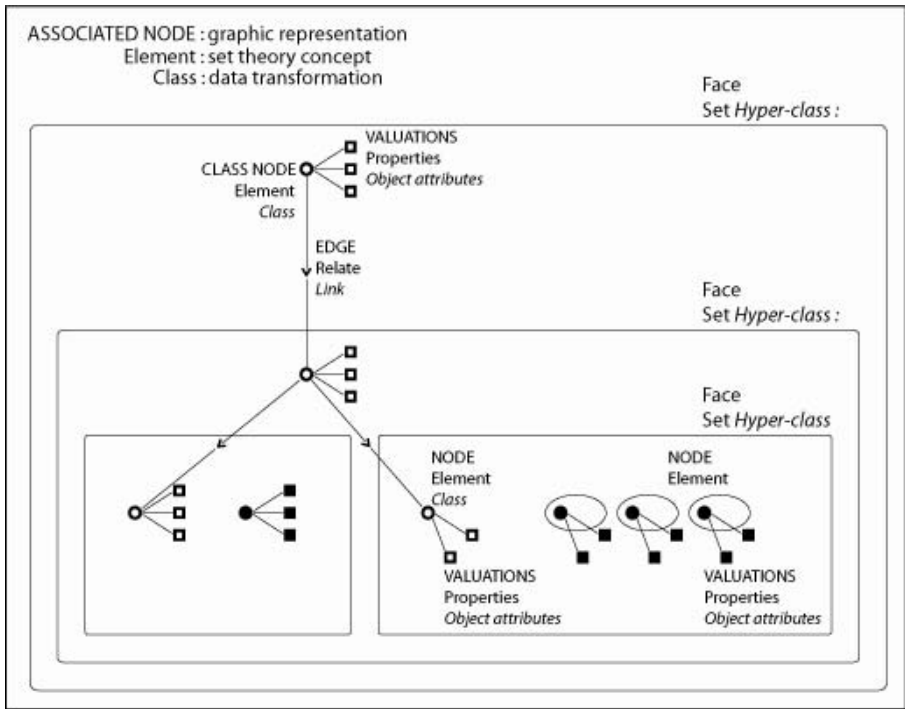 ASSOCIATED NODE : graphic representation
Element : set theory concept
Class : data transformation
Face
Set Hyper-class :
VALUATIONS
Properties
Object attributes
CLASS NODE
Element
Class
EDGE
Relate
Link
Face
Set Hyper-class :
Face
Set Hyper-class
NODE
Element
Class
NODE
Element
VALUATIONS
Properties
Object attributes
VALUATIONS
Properties
Object attributes